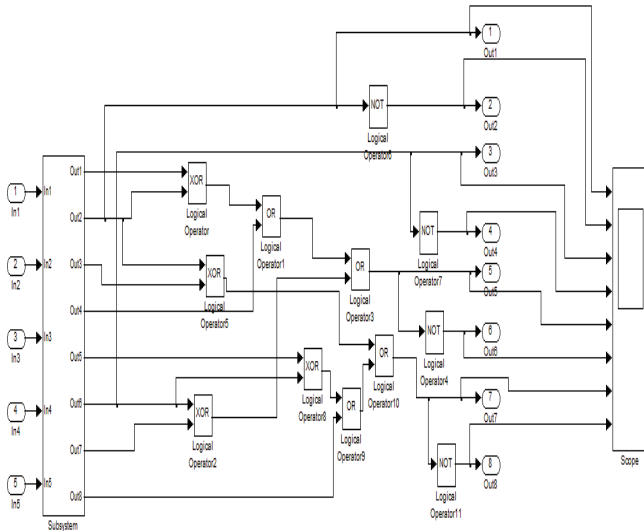 1
Out1
NOT
2
Out2
Logical
Operator6
3
Out3
Out1
XOR
1
In1
In1
Logical
Operator
Out2
OR
Logical
Operator1
NOT
4
Out4
Logical
Operator7
2
In2
In2
Out3
XOR
Logical
Operator5
OR
Logical
Operator3
5
Out5
Out4
3
In3
In3
NOT
6
Out6
Logical
Operator4
Out5
XOR
Logical
Operator8
OR
Logical
Operator10
4
In4
In4
Out6
XOR
Logical
Operator2
OR
Logical
Operator9
7
Out7
Out7
NOT
8
Out8
Logical
Operator11
Scope
5
In5
In5
Out8
Subsystem